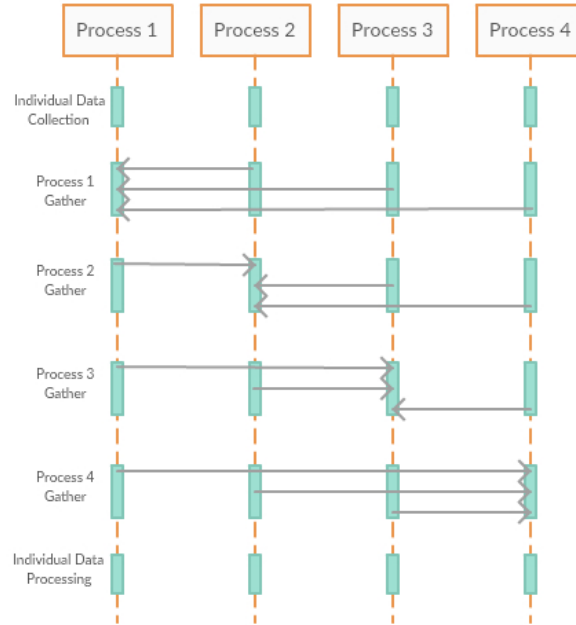 Process 1
Process 2
Process 3
Process 4
Individual Data
Collection
Process 1
Gather
Process 2
Gather
Process 3
Gather
Process 4
Gather
Individual Data
Processing